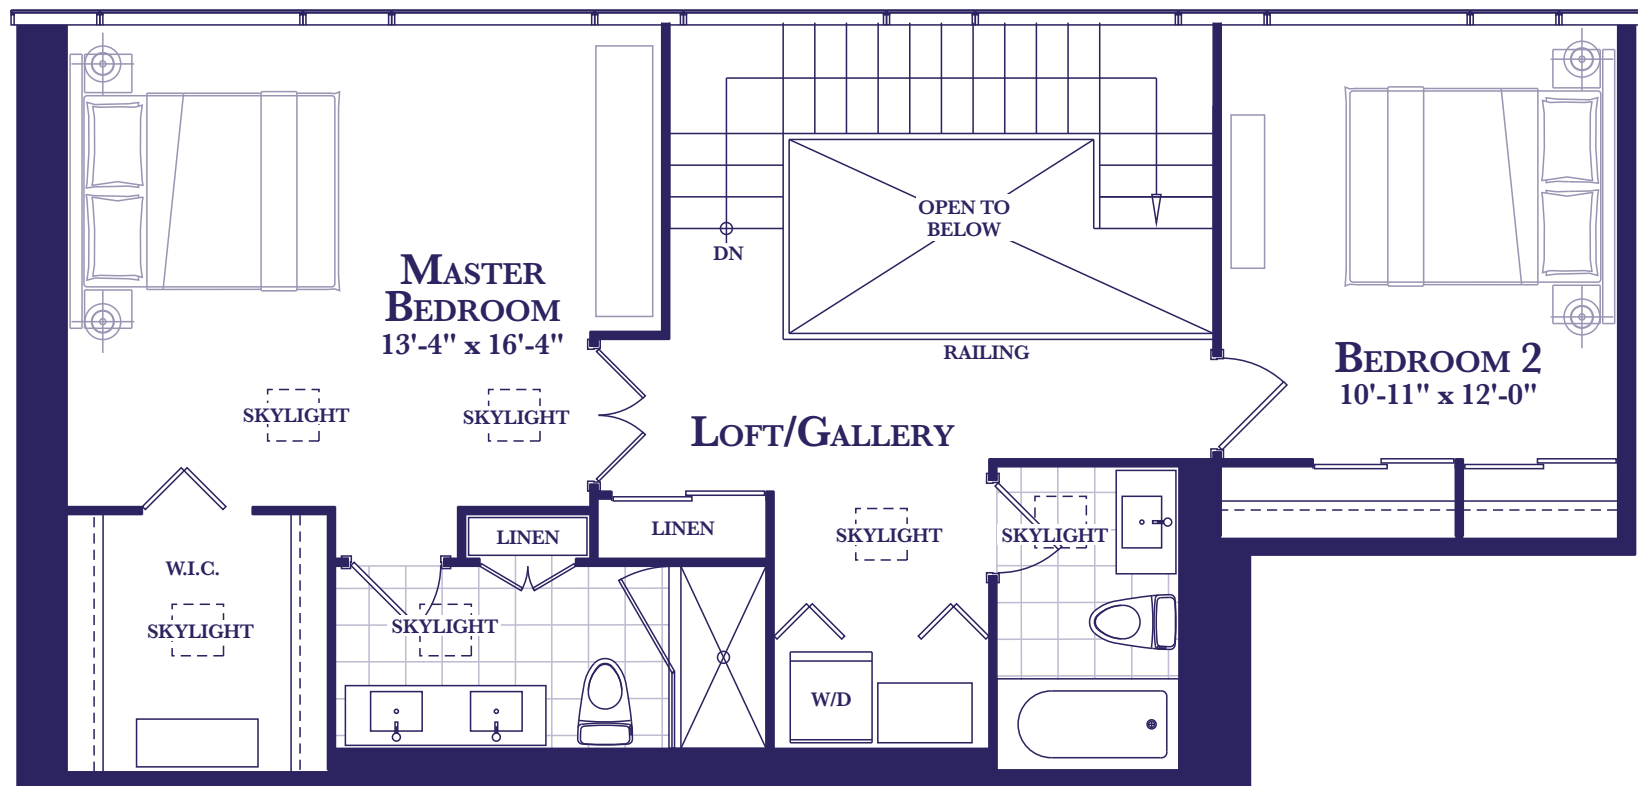 OPEN TO
BELOW
DN
MASTER
BEDROOM
13'-4" x 16'-4"
RAILING
BEDROOM 2
10'-11" x 12'-0"
SKYLIGHT
SKYLIGHT
LOFT/GALLERY
LINEN
LINEN
SKYLIGHT
SKYLIGHT
W.I.C.
SKYLIGHT
SKYLIGHT
W/D